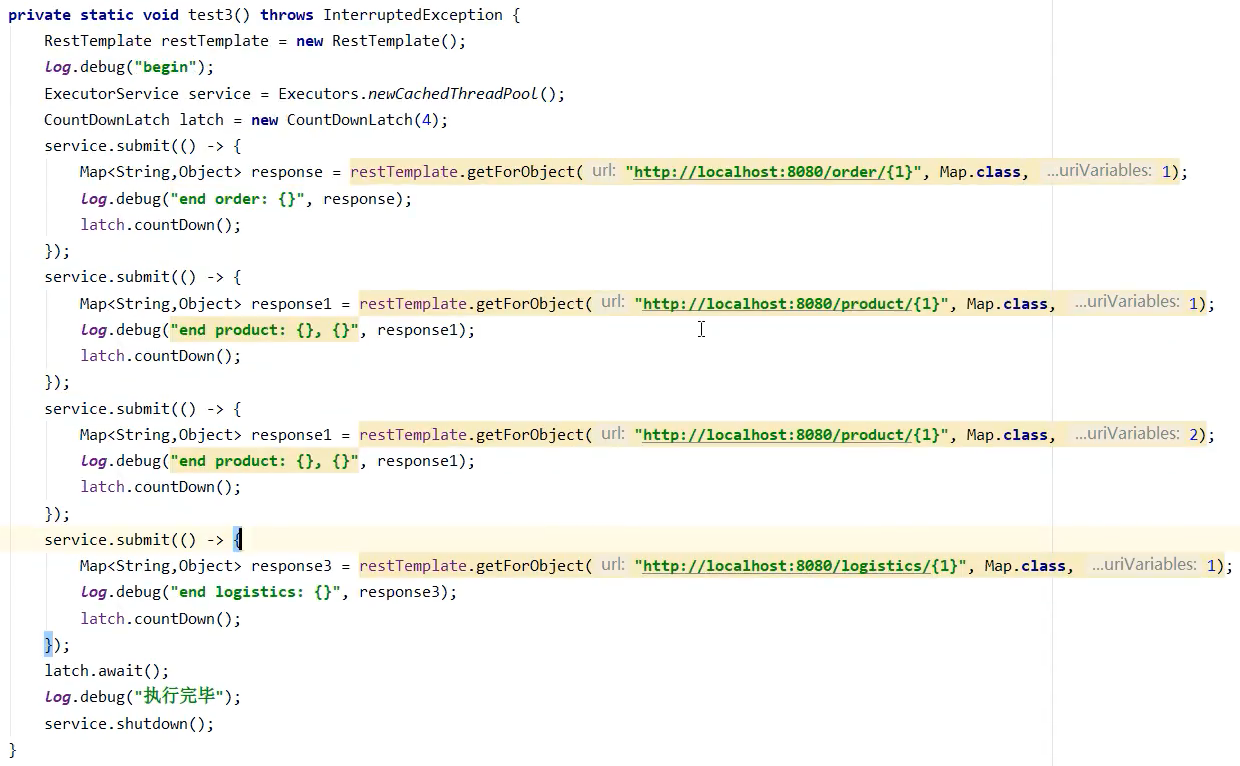 private static void test3() throws InterruptedException {
    RestTemplate restTemplate = new RestTemplate();
    log.debug("begin");
    ExecutorService service = Executors.newCachedThreadPool();
    CountDownLatch latch = new CountDownLatch(4);
    service.submit(() -> {
        Map<String,Object> response = restTemplate.getForObject( url: "http://localhost:8080/order/{1}", Map.class, ...uriVariables: 1);
        log.debug("end order: {}", response);
        latch.countDown();
    });
    service.submit(() -> {
        Map<String,Object> response1 = restTemplate.getForObject( url: "http://localhost:8080/product/{1}", Map.class, ...uriVariables: 1);
        log.debug("end product: {}, {}", response1);
        latch.countDown();
    });
    service.submit(() -> {
        Map<String,Object> response1 = restTemplate.getForObject( url: "http://localhost:8080/product/{1}", Map.class, ...uriVariables: 2);
        log.debug("end product: {}, {}", response1);
        latch.countDown();
    });
    service.submit(() -> {
        Map<String,Object> response3 = restTemplate.getForObject( url: "http://localhost:8080/logistics/{1}", Map.class, ...uriVariables: 1);
        log.debug("end logistics: {}", response3);
        latch.countDown();
    });
    latch.await();
    log.debug("执行完毕");
    service.shutdown();
}